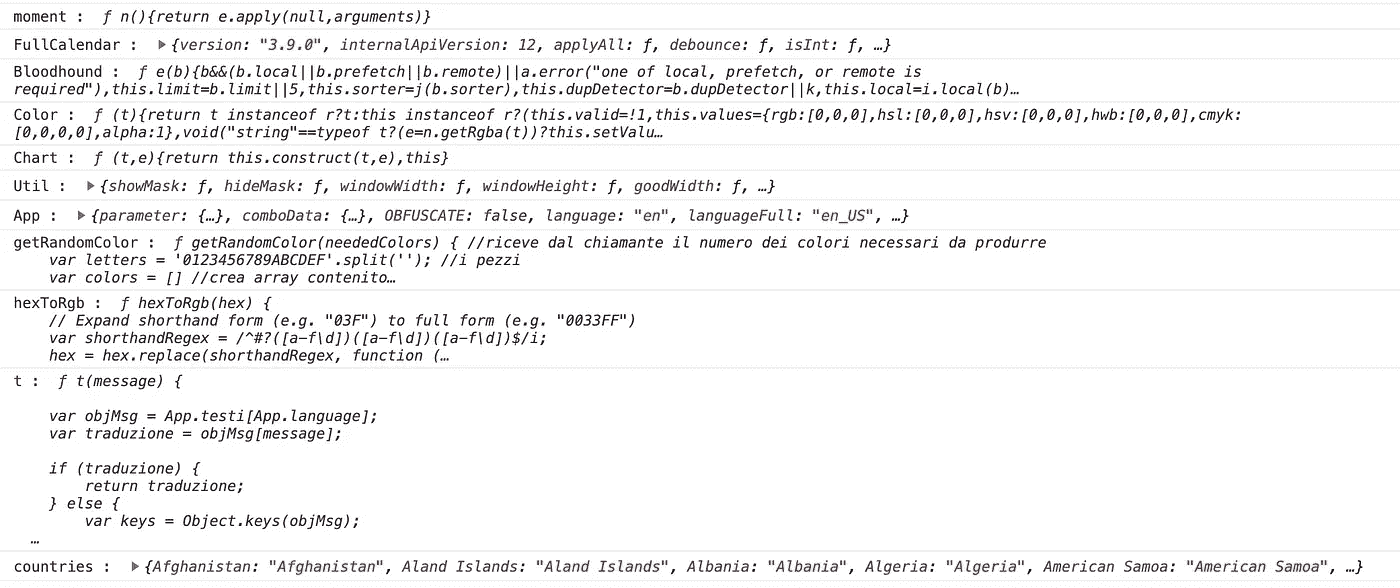 moment :  ƒ n(){return e.apply(null,arguments)}
FullCalendar :  ▶{version: "3.9.0", internalApiVersion: 12, applyAll: ƒ, debounce: ƒ, isInt: ƒ, …}
Bloodhound :  ƒ e(b){b&&(b.local||b.prefetch||b.remote)||a.error("one of local, prefetch, or remote is
required"),this.limit=b.limit||5,this.sorter=j(b.sorter),this.dupDetector=b.dupDetector||k,this.local=i.local(b)…
Color :  ƒ (t){return t instanceof r?t:this instanceof r?(this.valid=!1,this.values={rgb:[0,0,0],hsl:[0,0,0],hsv:[0,0,0],hwb:[0,0,0],cmyk:
[0,0,0,0],alpha:1},void("string"==typeof t?(e=n.getRgba(t))?this.setValu…
Chart :  ƒ (t,e){return this.construct(t,e),this}
Util :  ▶{showMask: ƒ, hideMask: ƒ, windowWidth: ƒ, windowHeight: ƒ, goodWidth: ƒ, …}
App :  ▶{parameter: {…}, comboData: {…}, OBFUSCATE: false, language: "en", languageFull: "en_US", …}
getRandomColor :  ƒ getRandomColor(neededColors) { //riceve dal chiamante il numero dei colori necessari da produrre
    var letters = '0123456789ABCDEF'.split(''); //i pezzi
    var colors = [] //crea array contenito…
hexToRgb :  ƒ hexToRgb(hex) {
    // Expand shorthand form (e.g. "03F") to full form (e.g. "0033FF")
    var shorthandRegex = /^#?([a-f\d])([a-f\d])([a-f\d])$/i;
    hex = hex.replace(shorthandRegex, function (…
t :  ƒ t(message) {
    var objMsg = App.testi[App.language];
    var traduzione = objMsg[message];
    if (traduzione) {
        return traduzione;
    } else {
        var keys = Object.keys(objMsg);
  …
countries :  ▶{Afghanistan: "Afghanistan", Aland Islands: "Aland Islands", Albania: "Albania", Algeria: "Algeria", American Samoa: "American Samoa", …}